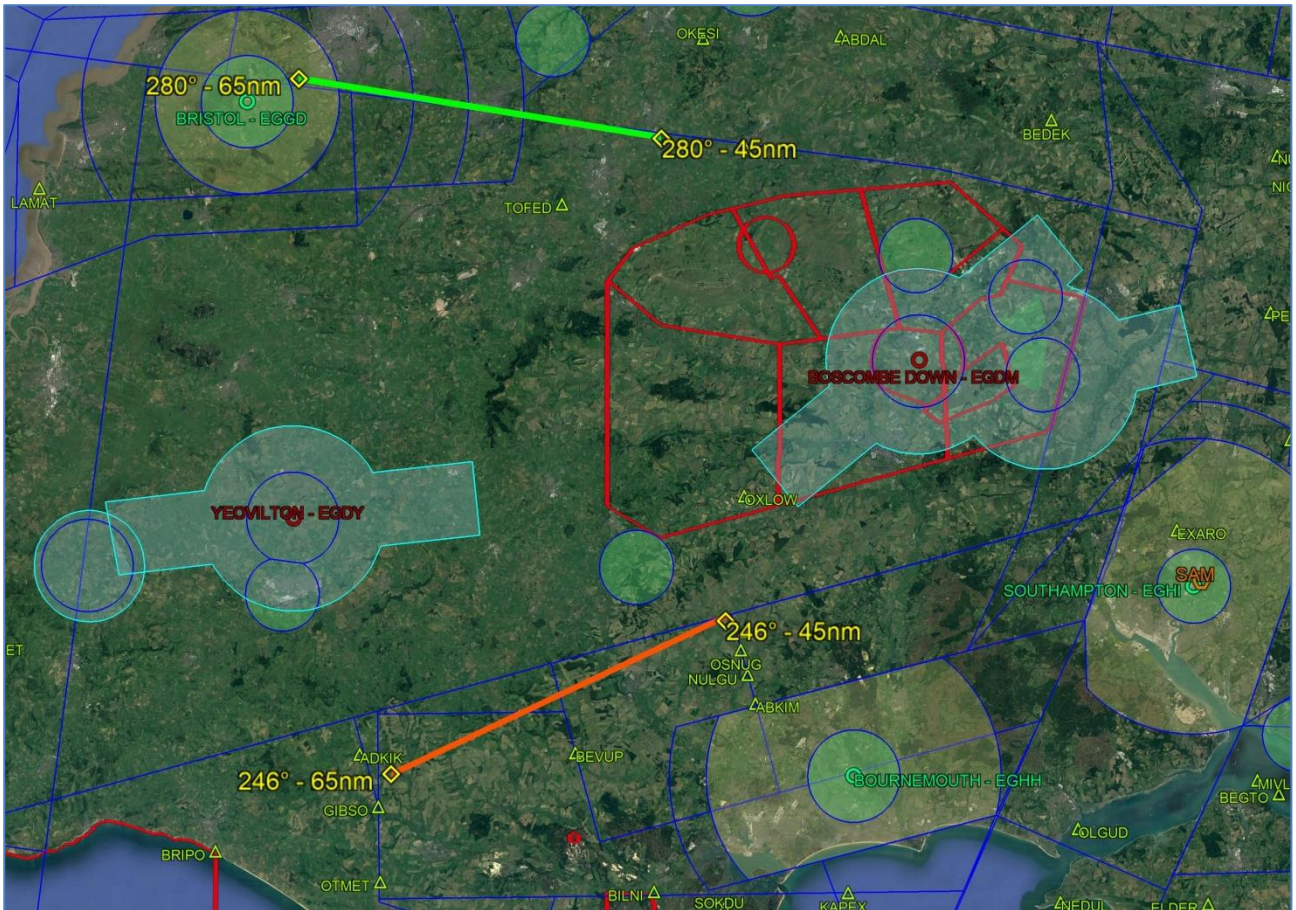 OKESI
ABDAL
280° - 65nm
BRISTOL - EGGD
BEDEK
280° - 45nm
LAMAT
TOFED
BOSCOMBE DOWN - EGDM
OXLOW
YEOVILTON - EGDY
EXARO
SAM
SOUTHAMPTON - EGHI
246° - 45nm
OSNUG
NULGU
ABKIM
ADKIK
BEVUP
246° - 65nm
BOURNEMOUTH - EGHH
GIBSO
BEGTO
OLGUD
BRIPO
OTMET
BILNI
SOKDU
KAPEX
NEDUL
ELDER